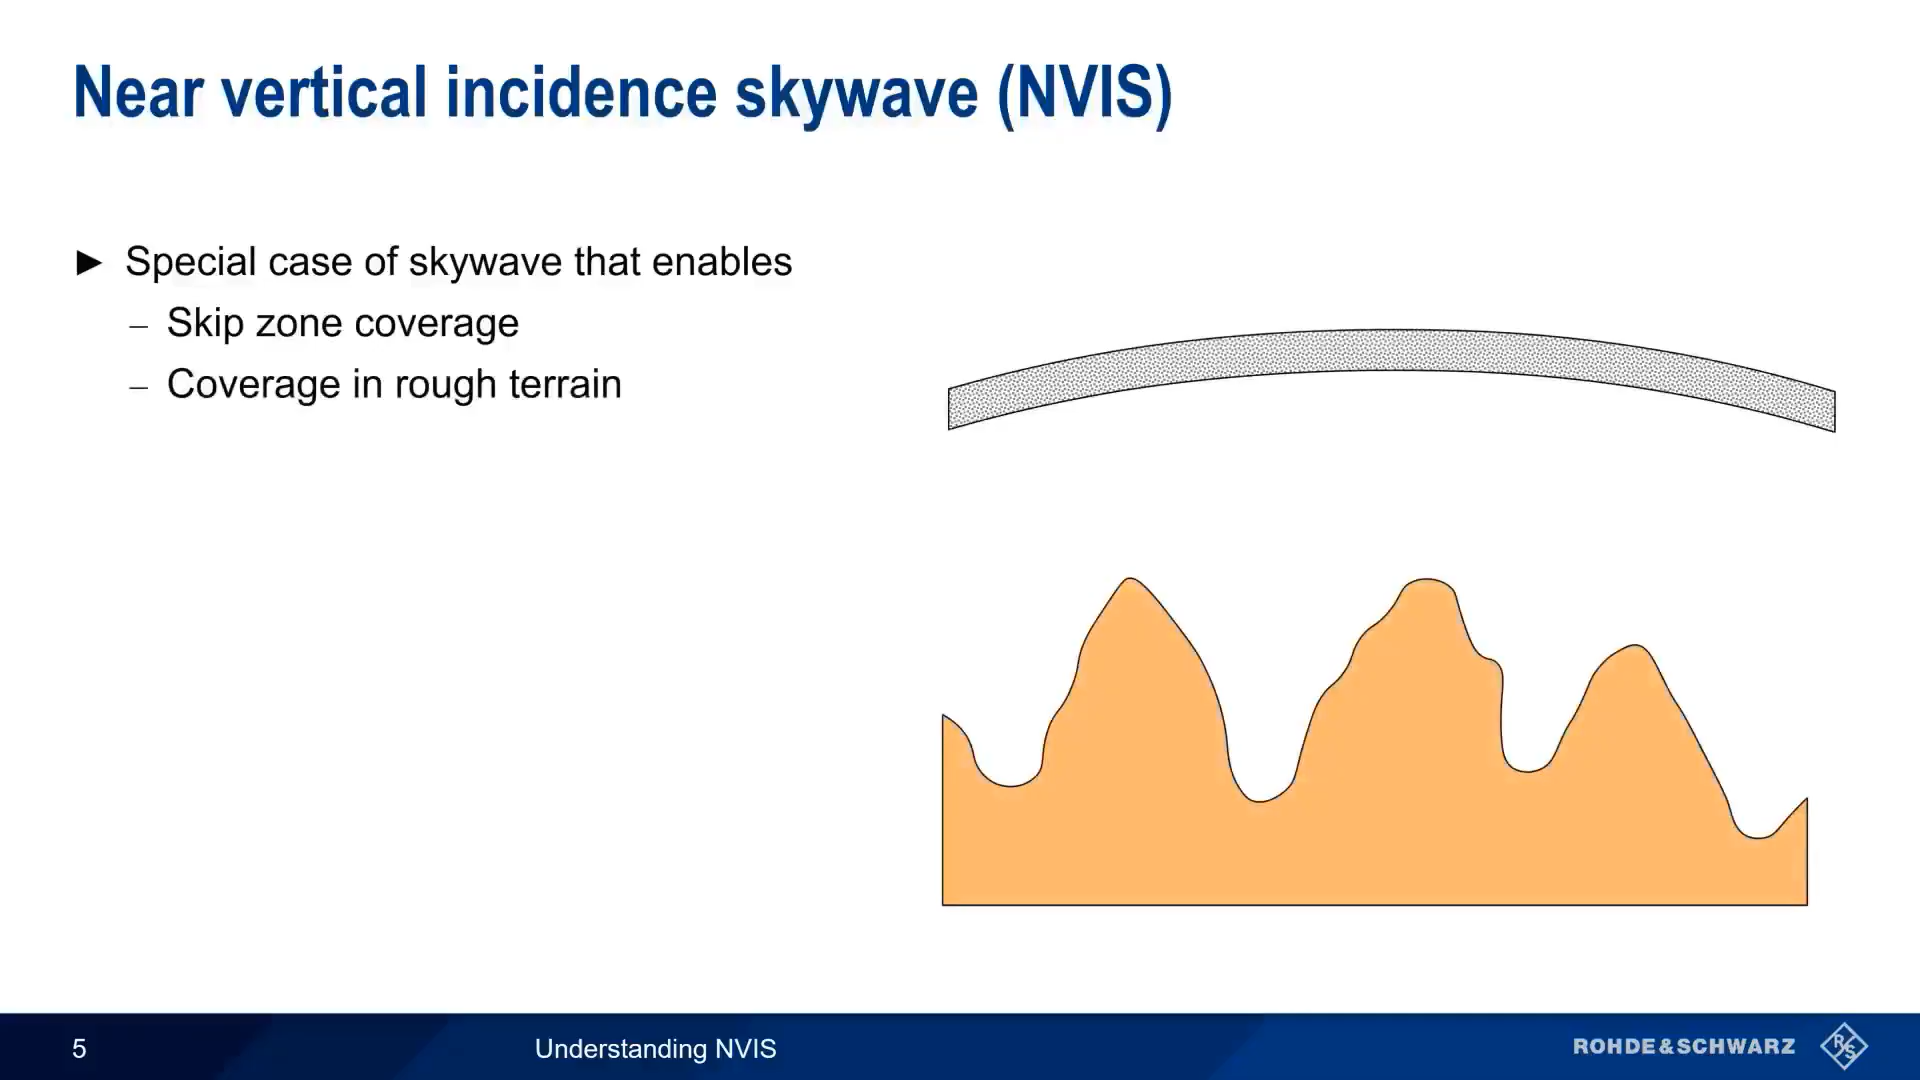 Near vertical incidence skywave (NVIS)
► Special case of skywave that enables
– Skip zone coverage
– Coverage in rough terrain
5
Understanding NVIS
ROHDE&SCHWARZ
R&S